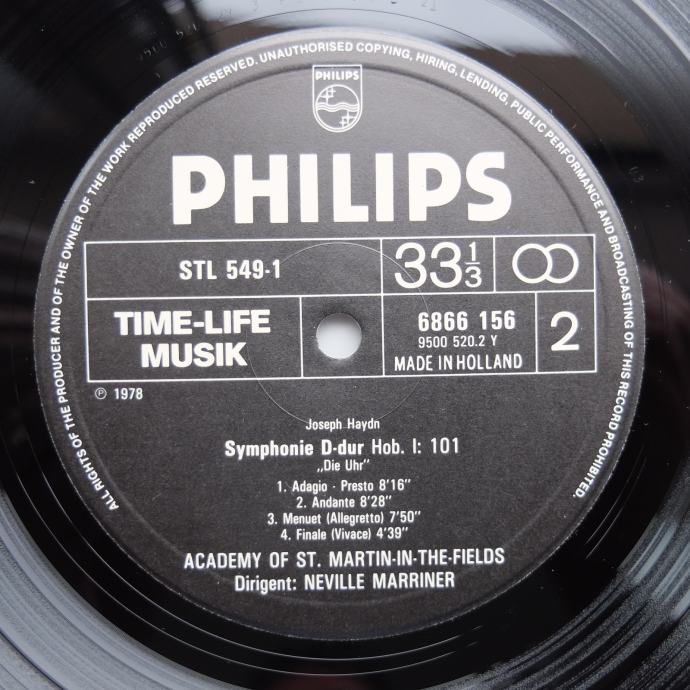 ALL RIGHTS OF THE PRODUCER AND OF THE OWNER OF THE WORK REPRODUCED RESERVED. UNAUTHORISED COPYING, HIRING, LENDING, PUBLIC PERFORMANCE AND BROADCASTING OF THIS RECORD PROHIBITED.
PHILIPS
PHILIPS
STL 549-1
33 1/3
TIME-LIFE
MUSIK
6866 156
9500 520.2 Y
MADE IN HOLLAND
2
℗ 1978
Joseph Haydn
Symphonie D-dur Hob. I: 101
„Die Uhr"
1. Adagio - Presto 8'16"
2. Andante 8'28"
3. Menuet (Allegretto) 7'50"
4. Finale (Vivace) 4'39"
ACADEMY OF ST. MARTIN-IN-THE-FIELDS
Dirigent: NEVILLE MARRINER